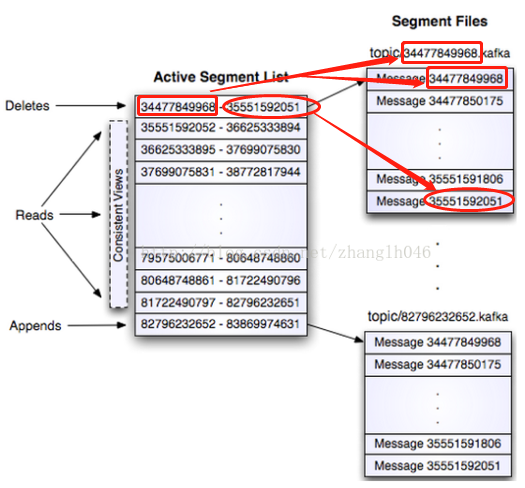 Segment Files
topic/34477849968.kafka
Active Segment List
Message 34477849968
Deletes
34477849968 - 35551592051
Message 34477850175
35551592052 - 36625333894
36625333895 - 37699075830
37699075831 - 38772817944
Message 35551591806
Message 35551592051
Reads
Consistent Views
79575006771 - 80648748860
80648748861 - 81722490796
81722490797 - 82796232651
Appends
82796232652 - 83869974631
topic/82796232652.kafka
Message 34477849968
Message 34477850175
Message 35551591806
Message 35551592051